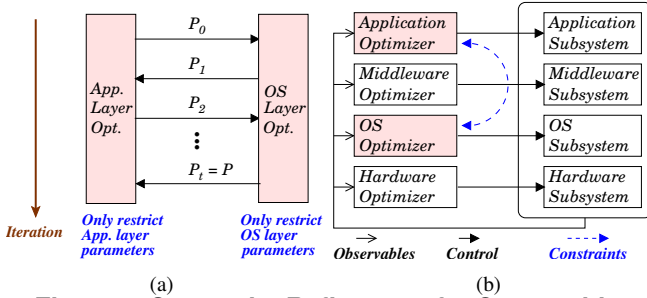 P0
P1
P2
Pt = P
App.
Layer
Opt.
OS
Layer
Opt.
Iteration
Only restrict
App. layer
parameters
Only restrict
OS layer
parameters
(a)
Application
Optimizer
Middleware
Optimizer
OS
Optimizer
Hardware
Optimizer
Application
Subsystem
Middleware
Subsystem
OS
Subsystem
Hardware
Subsystem
Observables
Control
Constraints
(b)